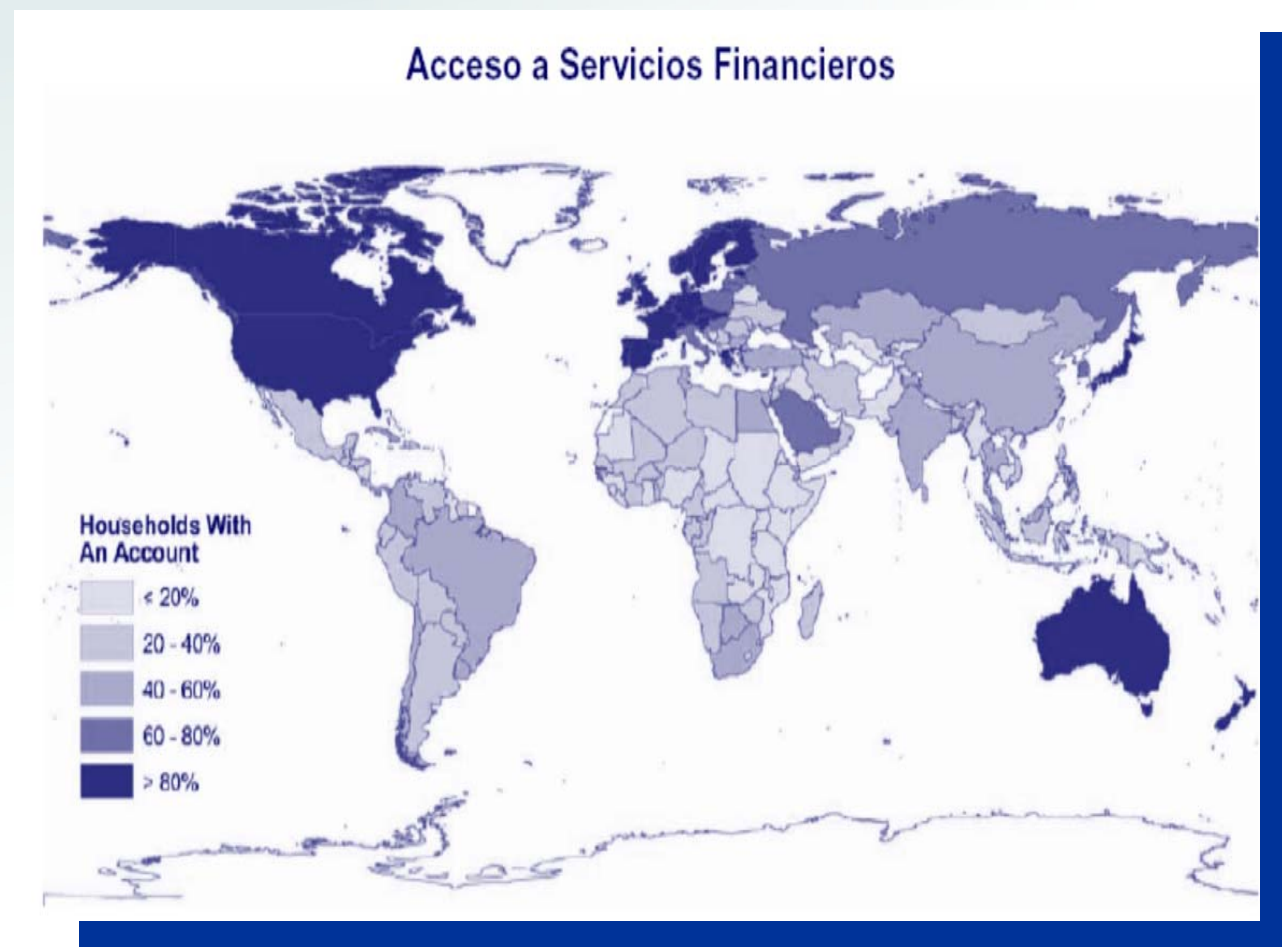 Acceso a Servicios Financieros
Households With
An Account
< 20%
20 - 40%
40 - 60%
60 - 80%
> 80%